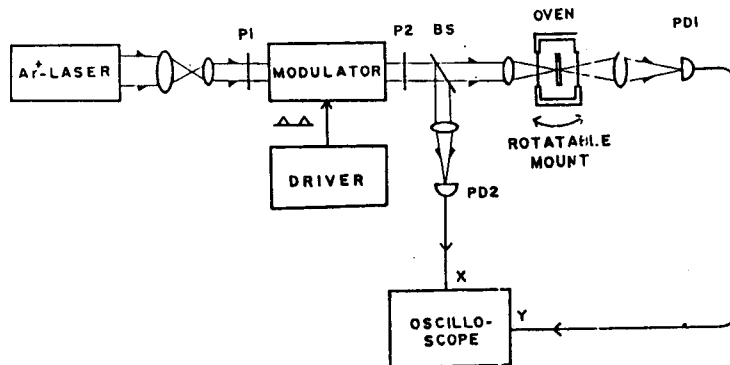 Ar+-LASER
P1
MODULATOR
DRIVER
P2
BS
OVEN
PD1
ROTATABLE
MOUNT
PD2
X
Y
OSCILLO-
SCOPE